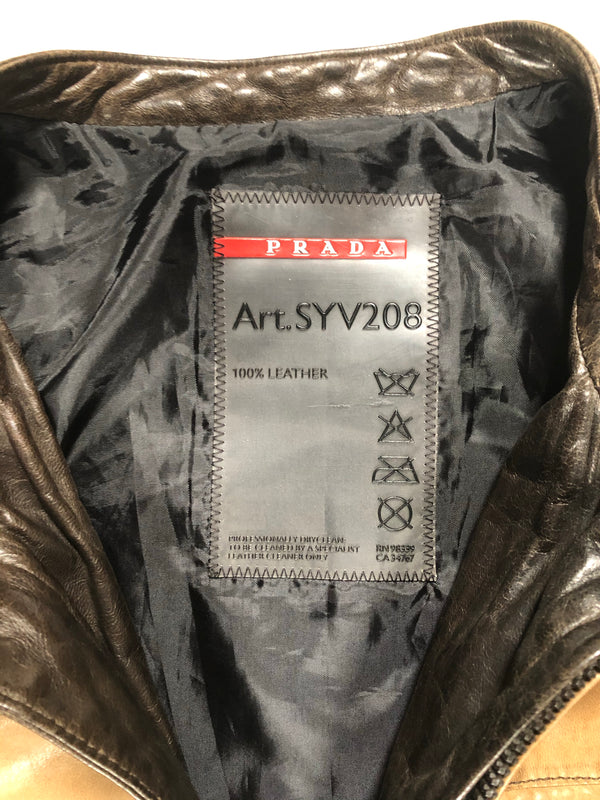 PRADA
Art.SYV208
100% LEATHER
PROFESSIONALLY DRYCLEAN:
TO BE CLEANED BY A SPECIALIST
LEATHER CLEANER ONLY
RN 98339
CA 34767